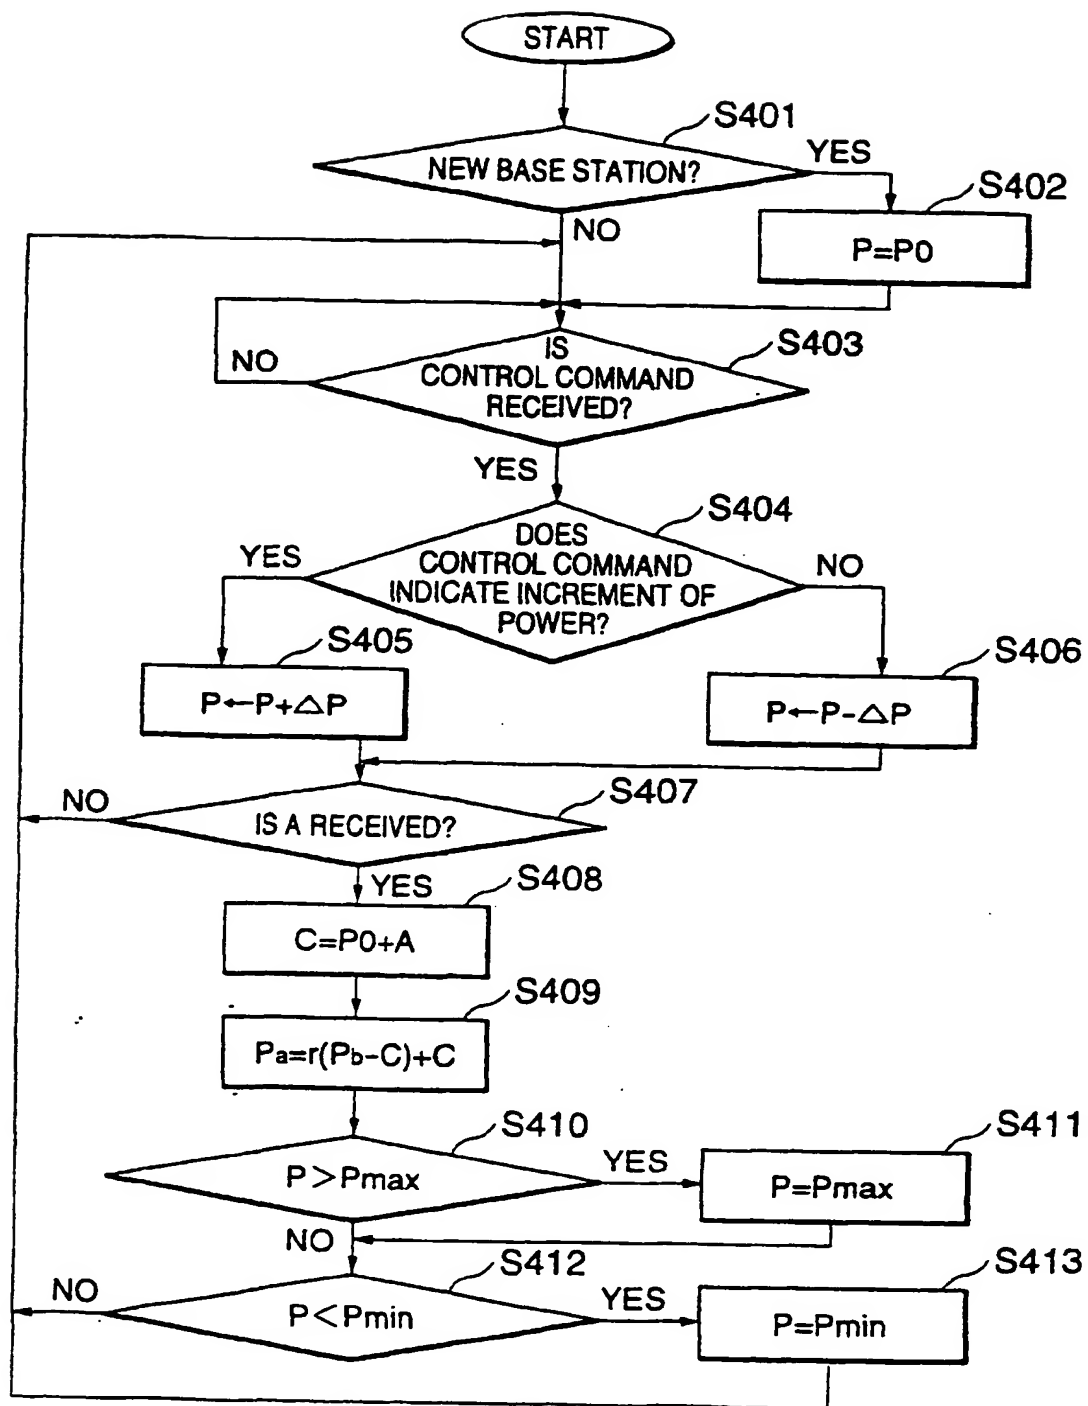 START
S401
NEW BASE STATION?
YES
S402
NO
P=P0
S403
NO
IS
CONTROL COMMAND
RECEIVED?
YES
S404
YES
DOES
CONTROL COMMAND
INDICATE INCREMENT OF
POWER?
NO
S405
S406
P←P+△P
P←P-△P
S407
NO
IS A RECEIVED?
YES
S408
C=P0+A
S409
Pa=r(Pb-C)+C
S410
S411
P>Pmax
YES
P=Pmax
NO
S412
S413
NO
P<Pmin
YES
P=Pmin